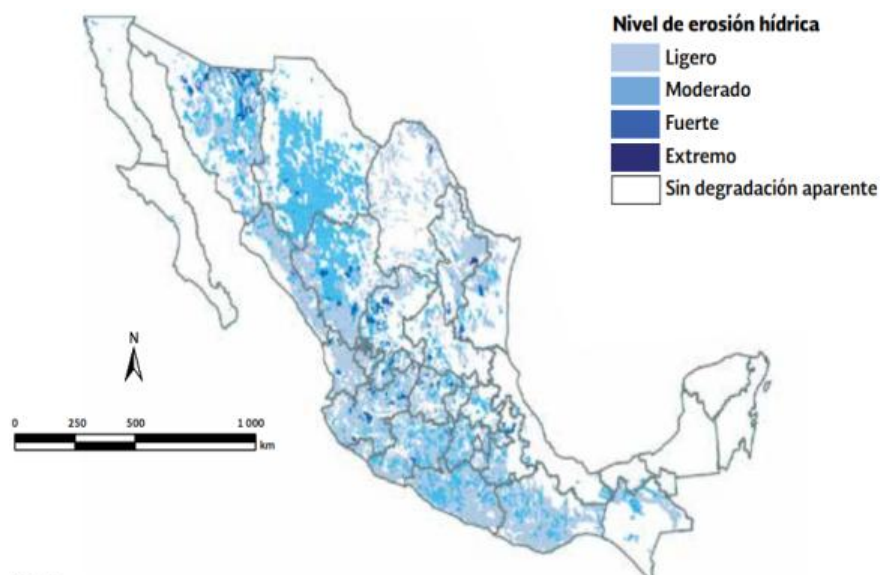 Nivel de erosión hídrica
Ligero
Moderado
Fuerte
Extremo
Sin degradación aparente
N
0 250 500 1 000
km